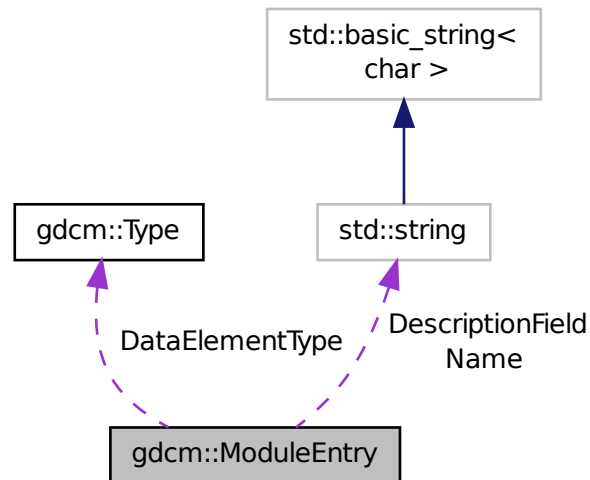 std::basic_string<
char >
gdcm::Type
std::string
DataElementType
DescriptionField
Name
gdcm::ModuleEntry